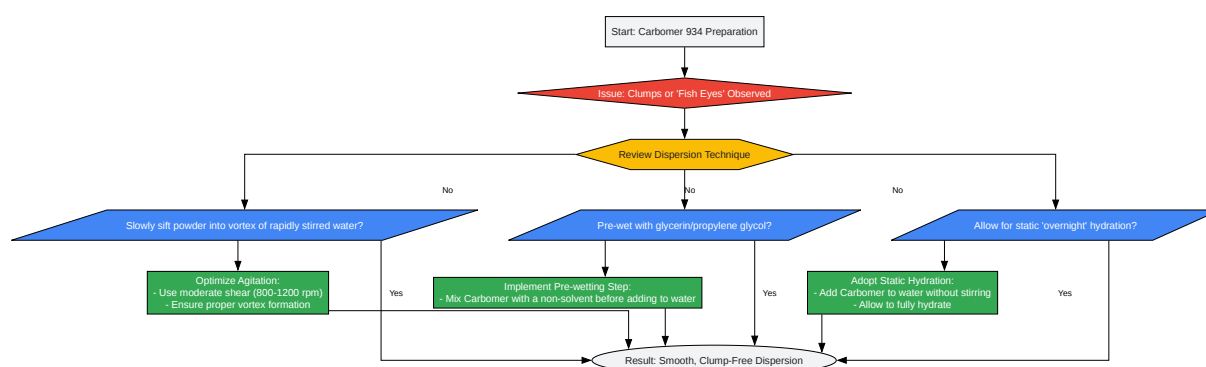 Start: Carbomer 934 Preparation
Issue: Clumps or 'Fish Eyes' Observed
Review Dispersion Technique
No
No
No
Slowly sift powder into vortex of rapidly stirred water?
Pre-wet with glycerin/propylene glycol?
Allow for static 'overnight' hydration?
Optimize Agitation:
- Use moderate shear (800-1200 rpm)
- Ensure proper vortex formation
Yes
Implement Pre-wetting Step:
- Mix Carbomer with a non-solvent before adding to water
Yes
Adopt Static Hydration:
- Add Carbomer to water without stirring
- Allow to fully hydrate
Yes
Result: Smooth, Clump-Free Dispersion